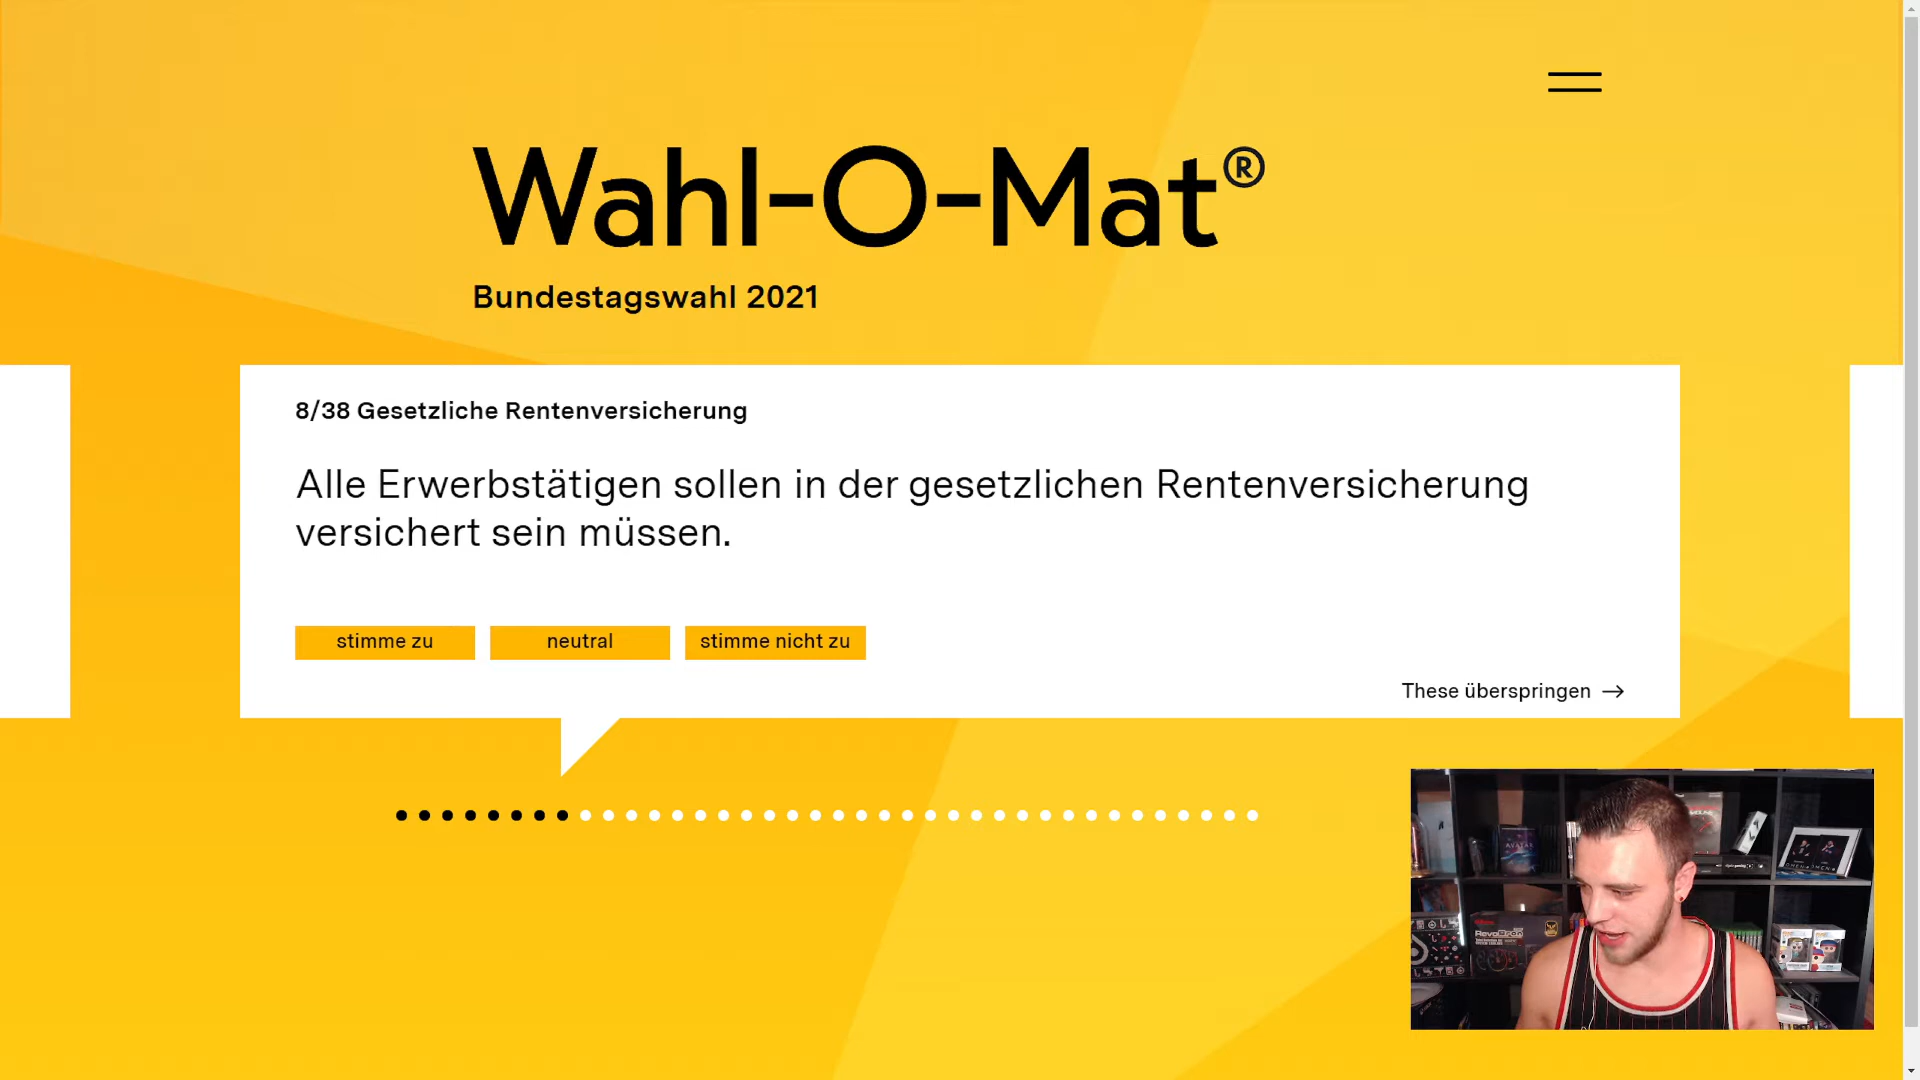 Wahl-O-Mat®
Bundestagswahl 2021
8/38 Gesetzliche Rentenversicherung
Alle Erwerbstätigen sollen in der gesetzlichen Rentenversicherung
versichert sein müssen.
stimme zu
neutral
stimme nicht zu
These überspringen →
AVATAR